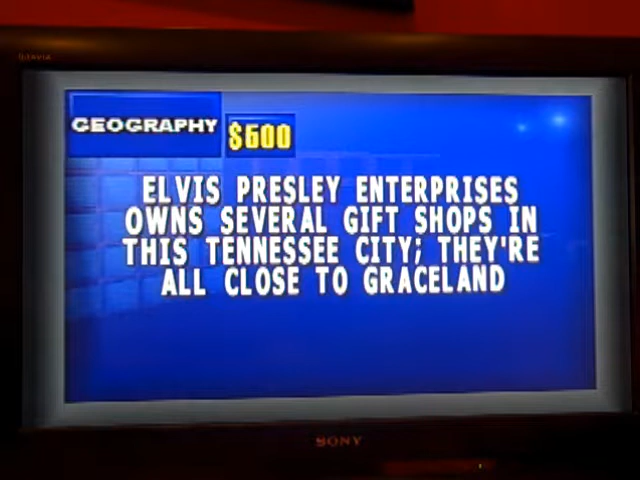 BRAVIA
GEOGRAPHY
$600
ELVIS PRESLEY ENTERPRISES
OWNS SEVERAL GIFT SHOPS IN
THIS TENNESSEE CITY; THEY'RE
ALL CLOSE TO GRACELAND
SONY